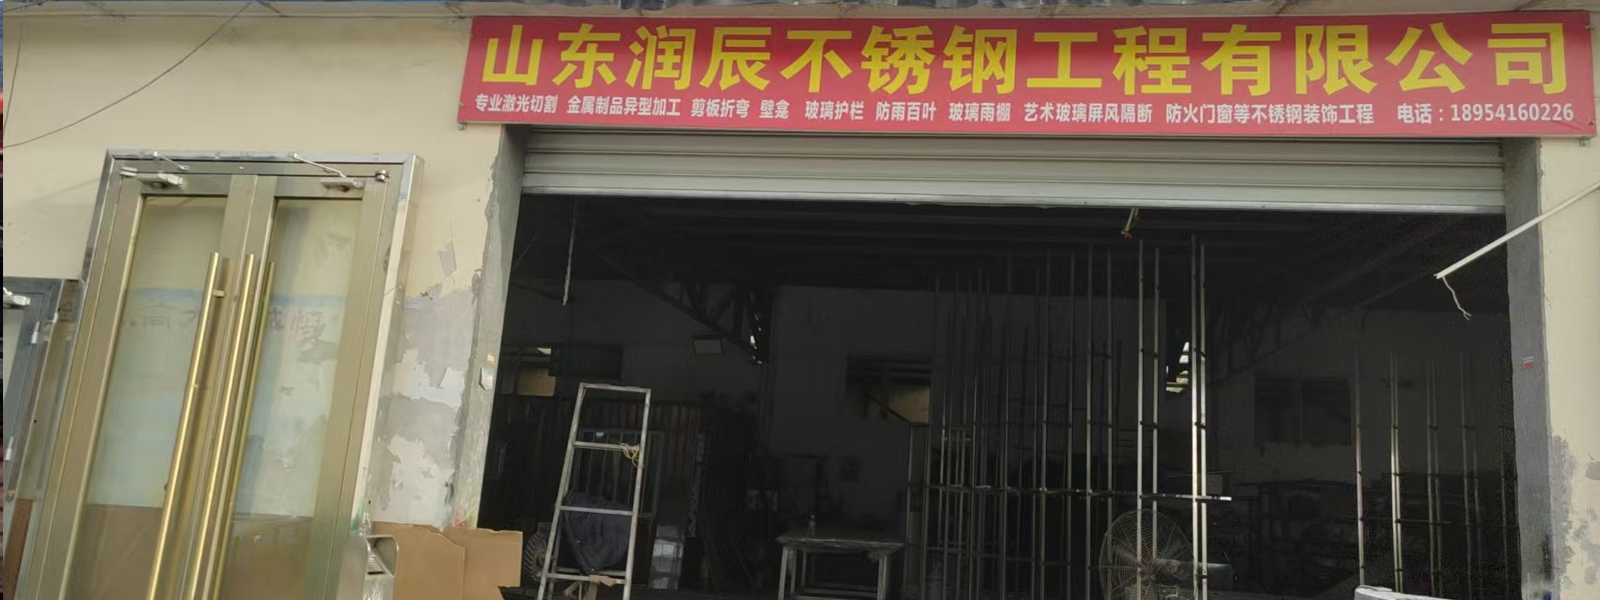 山东润辰不锈钢工程有限公司
专业激光切割 金属制品异型加工 剪板折弯 壁龛 玻璃护栏 防雨百叶 玻璃雨棚 艺术玻璃屏风隔断 防火门窗等不锈钢装饰工程 电话：18954160226